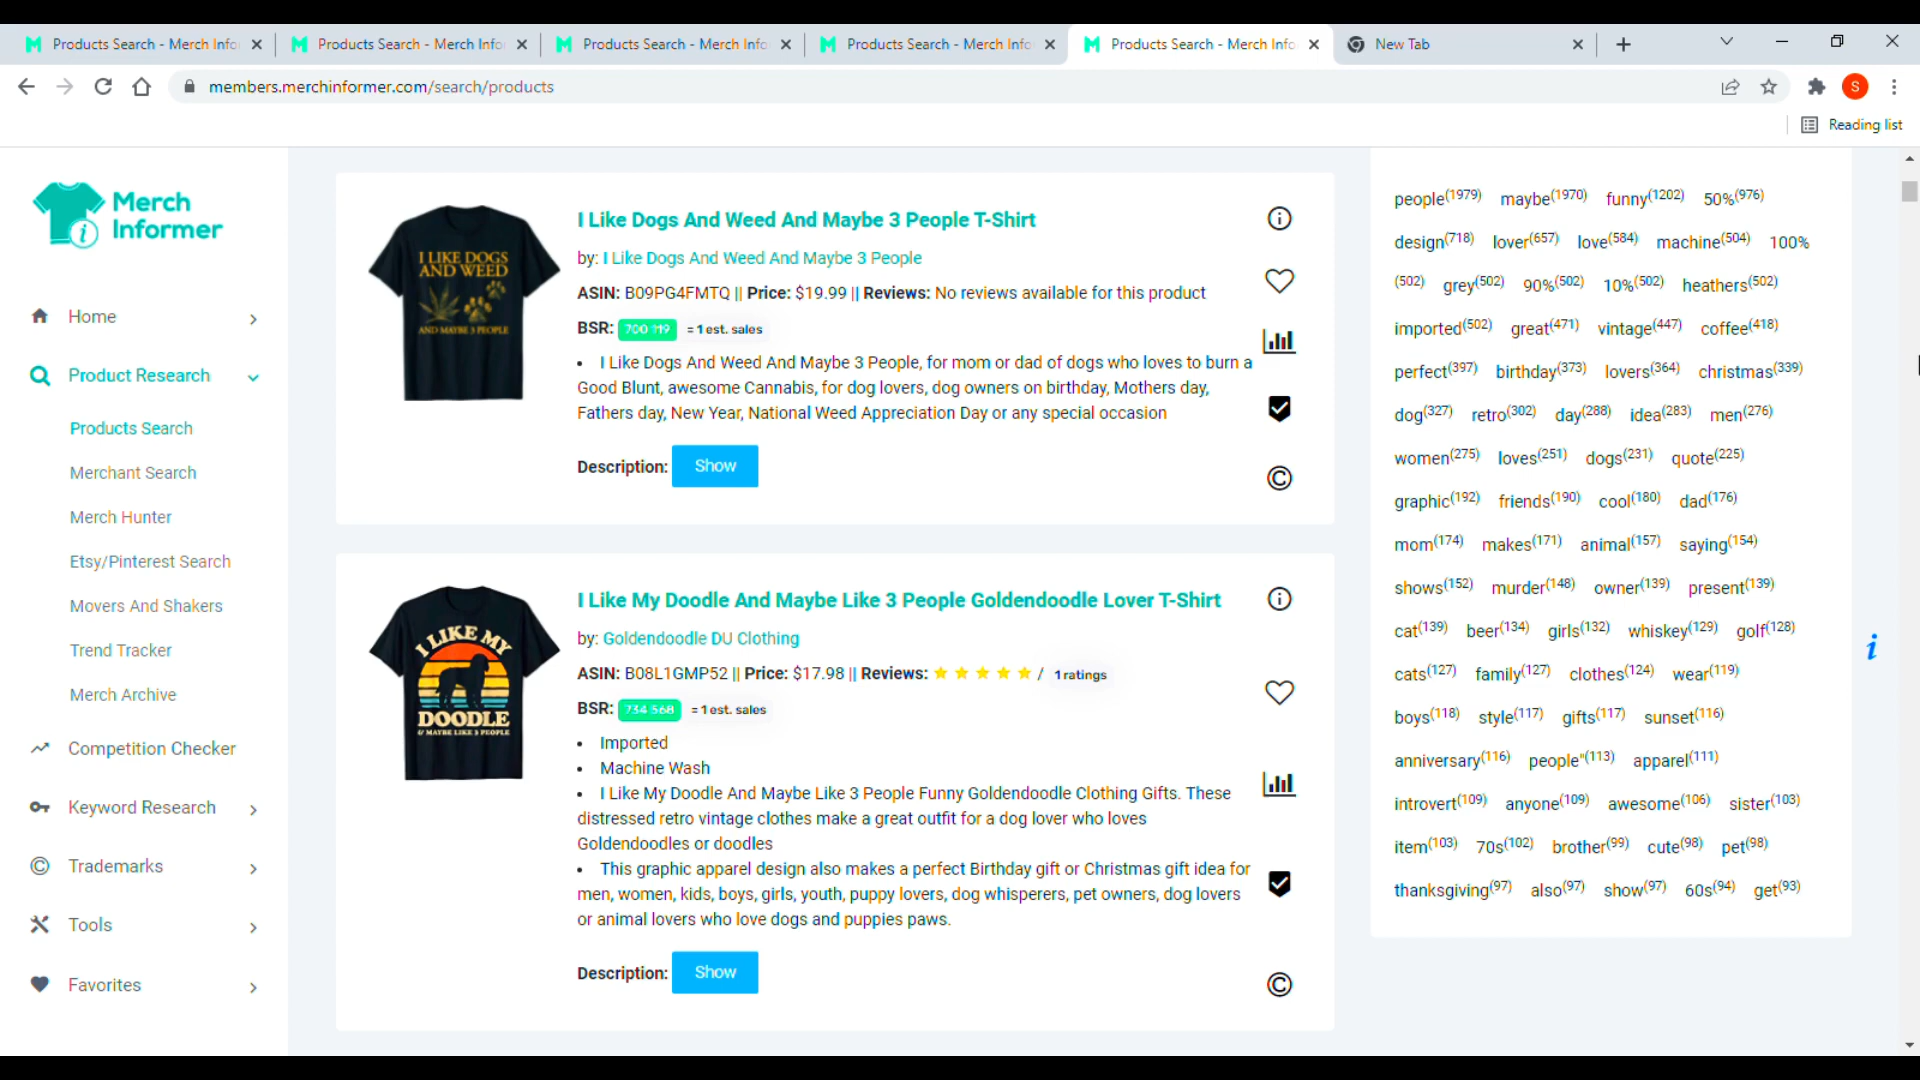 Products Search - Merch Info
Products Search - Merch Info
Products Search - Merch Info
Products Search - Merch Info
Products Search - Merch Info
New Tab
members.merchinformer.com/search/products
S
Reading list
Merch
Informer
Home
Product Research
Products Search
Merchant Search
Merch Hunter
Etsy/Pinterest Search
Movers And Shakers
Trend Tracker
Merch Archive
Competition Checker
Keyword Research
Trademarks
Tools
Favorites
I LIKE DOGS
AND WEED
AND MAYBE 3 PEOPLE
I Like Dogs And Weed And Maybe 3 People T-Shirt
by: I Like Dogs And Weed And Maybe 3 People
ASIN: B09PG4FMTQ || Price: $19.99 || Reviews: No reviews available for this product
BSR: 700 119 = 1 est. sales
• I Like Dogs And Weed And Maybe 3 People, for mom or dad of dogs who loves to burn a
Good Blunt, awesome Cannabis, for dog lovers, dog owners on birthday, Mothers day,
Fathers day, New Year, National Weed Appreciation Day or any special occasion
Description: Show
I LIKE MY
DOODLE
& MAYBE LIKE 3 PEOPLE
I Like My Doodle And Maybe Like 3 People Goldendoodle Lover T-Shirt
by: Goldendoodle DU Clothing
ASIN: B08L1GMP52 || Price: $17.98 || Reviews: ★ ★ ★ ★ ★ / 1 ratings
BSR: 734 568 = 1 est. sales
• Imported
• Machine Wash
• I Like My Doodle And Maybe Like 3 People Funny Goldendoodle Clothing Gifts. These
distressed retro vintage clothes make a great outfit for a dog lover who loves
Goldendoodles or doodles
• This graphic apparel design also makes a perfect Birthday gift or Christmas gift idea for
men, women, kids, boys, girls, youth, puppy lovers, dog whisperers, pet owners, dog lovers
or animal lovers who love dogs and puppies paws.
Description: Show
people(1979) maybe(1970) funny(1202) 50%(976)
design(718) lover(657) love(584) machine(504) 100%
(502) grey(502) 90%(502) 10%(502) heathers(502)
imported(502) great(471) vintage(447) coffee(418)
perfect(397) birthday(373) lovers(364) christmas(339)
dog(327) retro(302) day(288) idea(283) men(276)
women(275) loves(251) dogs(231) quote(225)
graphic(192) friends(190) cool(180) dad(176)
mom(174) makes(171) animal(157) saying(154)
shows(152) murder(148) owner(139) present(139)
cat(139) beer(134) girls(132) whiskey(129) golf(128)
cats(127) family(127) clothes(124) wear(119)
boys(118) style(117) gifts(117) sunset(116)
anniversary(116) people"(113) apparel(111)
introvert(109) anyone(109) awesome(106) sister(103)
item(103) 70s(102) brother(99) cute(98) pet(98)
thanksgiving(97) also(97) show(97) 60s(94) get(93)
i